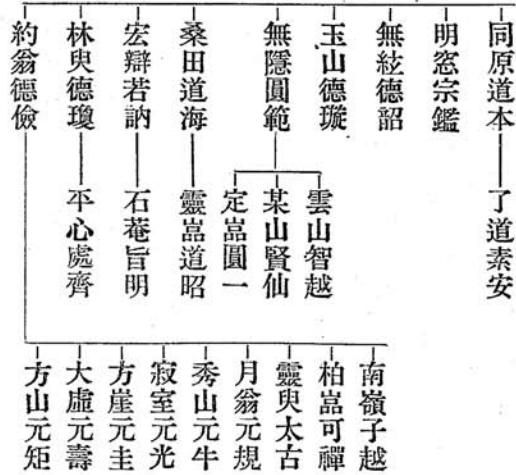 同原道本
了道素安
明窓宗鑑
無紋德韶
玉山德璇
無隱圓範
雲山智越
某山賢仙
定嵓圓一
桑田道海
靈嵓道昭
宏辯若訥
石菴旨明
林叟德瓊
平心處齊
約翁德儉
南嶺子越
柏嵓可禪
靈叟太古
月翁元規
秀山元牛
寂室元光
方崖元圭
大虛元壽
方山元矩